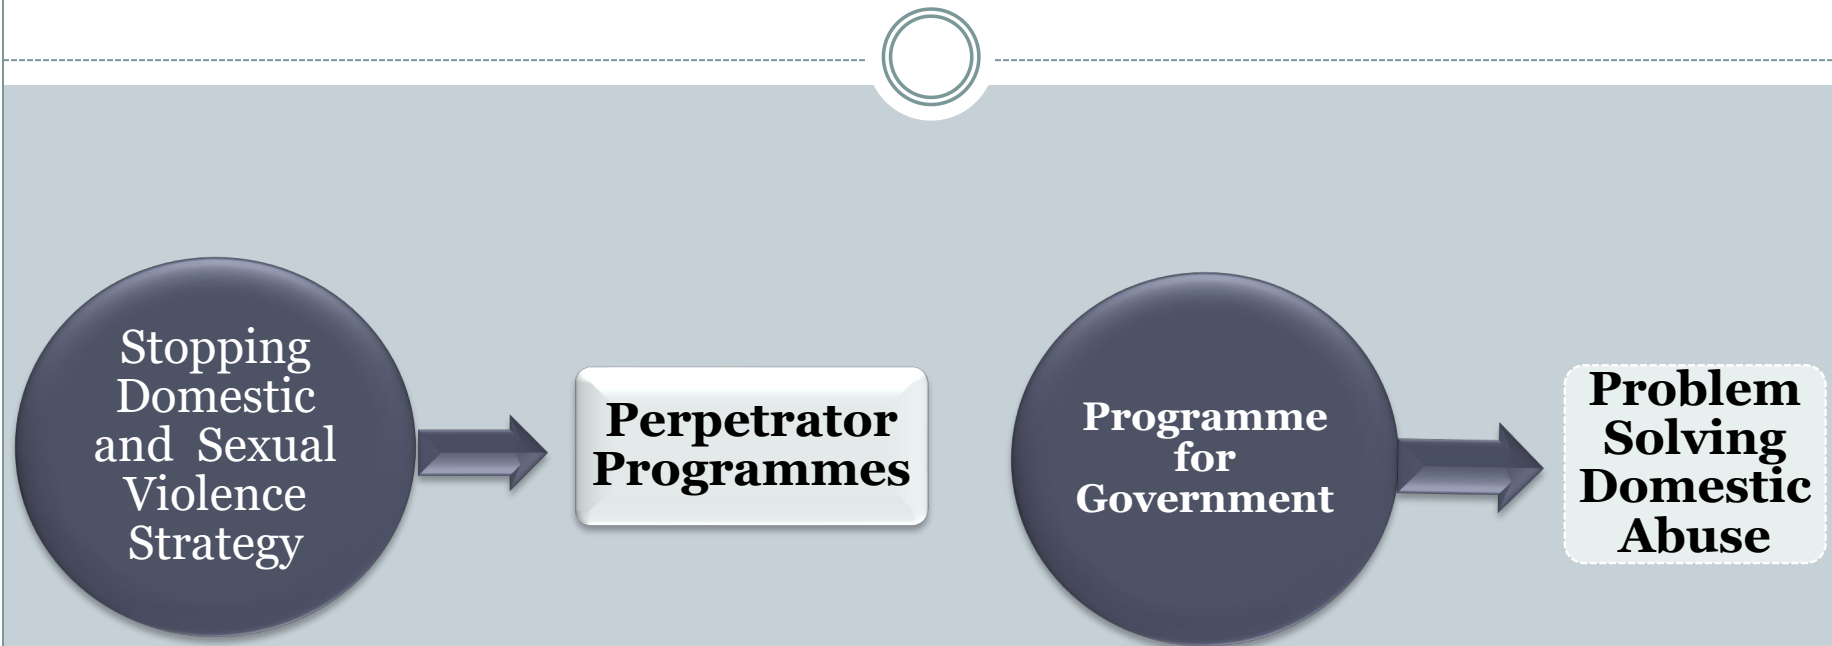 Stopping
Domestic
and Sexual
Violence
Strategy
Perpetrator
Programmes
Programme
for
Government
Problem
Solving
Domestic
Abuse